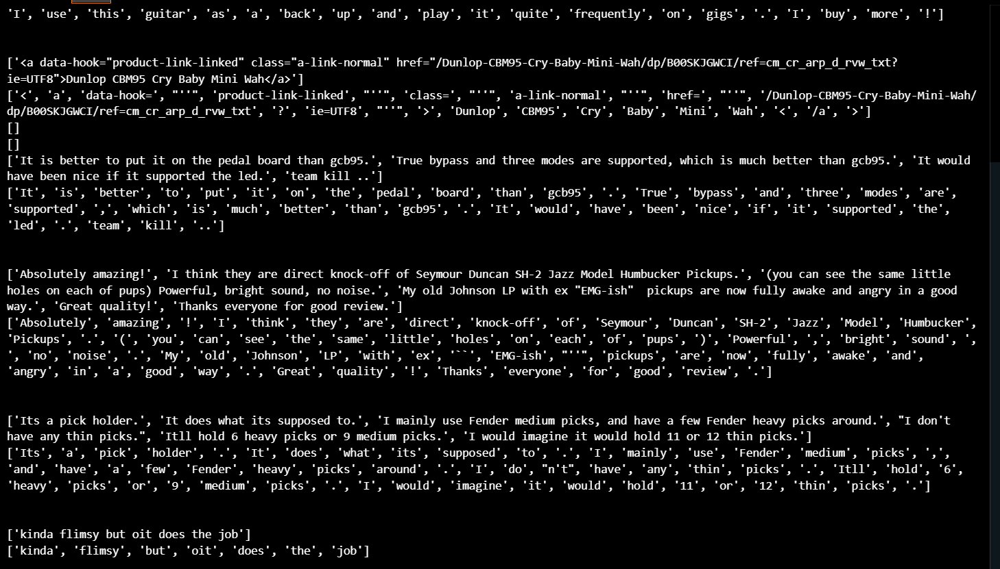 'I', 'use', 'this', 'guitar', 'as', 'a', 'back', 'up', 'and', 'play', 'it', 'quite', 'frequently', 'on', 'gigs', '.', 'I', 'buy', 'more', '!']
['<a data-hook="product-link-linked" class="a-link-normal" href="/Dunlop-CBM95-Cry-Baby-Mini-Wah/dp/B00SKJGWCI/ref=cm_cr_arp_d_rvw_txt?
ie=UTF8">Dunlop CBM95 Cry Baby Mini Wah</a>']
['<', 'a', 'data-hook=', "''", 'product-link-linked', "''", 'class=', "''", 'a-link-normal', "''", 'href=', "''", '/Dunlop-CBM95-Cry-Baby-Mini-Wah/
dp/B00SKJGWCI/ref=cm_cr_arp_d_rvw_txt', '?', 'ie=UTF8', "''", '>', 'Dunlop', 'CBM95', 'Cry', 'Baby', 'Mini', 'Wah', '<', '/a', '>']
[]
[]
['It is better to put it on the pedal board than gcb95.', 'True bypass and three modes are supported, which is much better than gcb95.', 'It would
have been nice if it supported the led.', 'team kill ..']
['It', 'is', 'better', 'to', 'put', 'it', 'on', 'the', 'pedal', 'board', 'than', 'gcb95', '.', 'True', 'bypass', 'and', 'three', 'modes', 'are',
'supported', ',', 'which', 'is', 'much', 'better', 'than', 'gcb95', '.', 'It', 'would', 'have', 'been', 'nice', 'if', 'it', 'supported', 'the',
'led', '.', 'team', 'kill', '..']
['Absolutely amazing!', 'I think they are direct knock-off of Seymour Duncan SH-2 Jazz Model Humbucker Pickups.', '(you can see the same little
holes on each of pups) Powerful, bright sound, no noise.', 'My old Johnson LP with ex "EMG-ish"  pickups are now fully awake and angry in a good
way.', 'Great quality!', 'Thanks everyone for good review.']
['Absolutely', 'amazing', '!', 'I', 'think', 'they', 'are', 'direct', 'knock-off', 'of', 'Seymour', 'Duncan', 'SH-2', 'Jazz', 'Model', 'Humbucker',
'Pickups', '.', '(', 'you', 'can', 'see', 'the', 'same', 'little', 'holes', 'on', 'each', 'of', 'pups', ')', 'Powerful', ',', 'bright', 'sound', ',
', 'no', 'noise', '.', 'My', 'old', 'Johnson', 'LP', 'with', 'ex', '``', 'EMG-ish', "''", 'pickups', 'are', 'now', 'fully', 'awake', 'and',
'angry', 'in', 'a', 'good', 'way', '.', 'Great', 'quality', '!', 'Thanks', 'everyone', 'for', 'good', 'review', '.']
['Its a pick holder.', 'It does what its supposed to.', 'I mainly use Fender medium picks, and have a few Fender heavy picks around.', "I don't
have any thin picks.", 'Itll hold 6 heavy picks or 9 medium picks.', 'I would imagine it would hold 11 or 12 thin picks.']
['Its', 'a', 'pick', 'holder', '.', 'It', 'does', 'what', 'its', 'supposed', 'to', '.', 'I', 'mainly', 'use', 'Fender', 'medium', 'picks', ',',
'and', 'have', 'a', 'few', 'Fender', 'heavy', 'picks', 'around', '.', 'I', 'do', "n't", 'have', 'any', 'thin', 'picks', '.', 'Itll', 'hold', '6',
'heavy', 'picks', 'or', '9', 'medium', 'picks', '.', 'I', 'would', 'imagine', 'it', 'would', 'hold', '11', 'or', '12', 'thin', 'picks', '.']
['kinda flimsy but oit does the job']
['kinda', 'flimsy', 'but', 'oit', 'does', 'the', 'job']